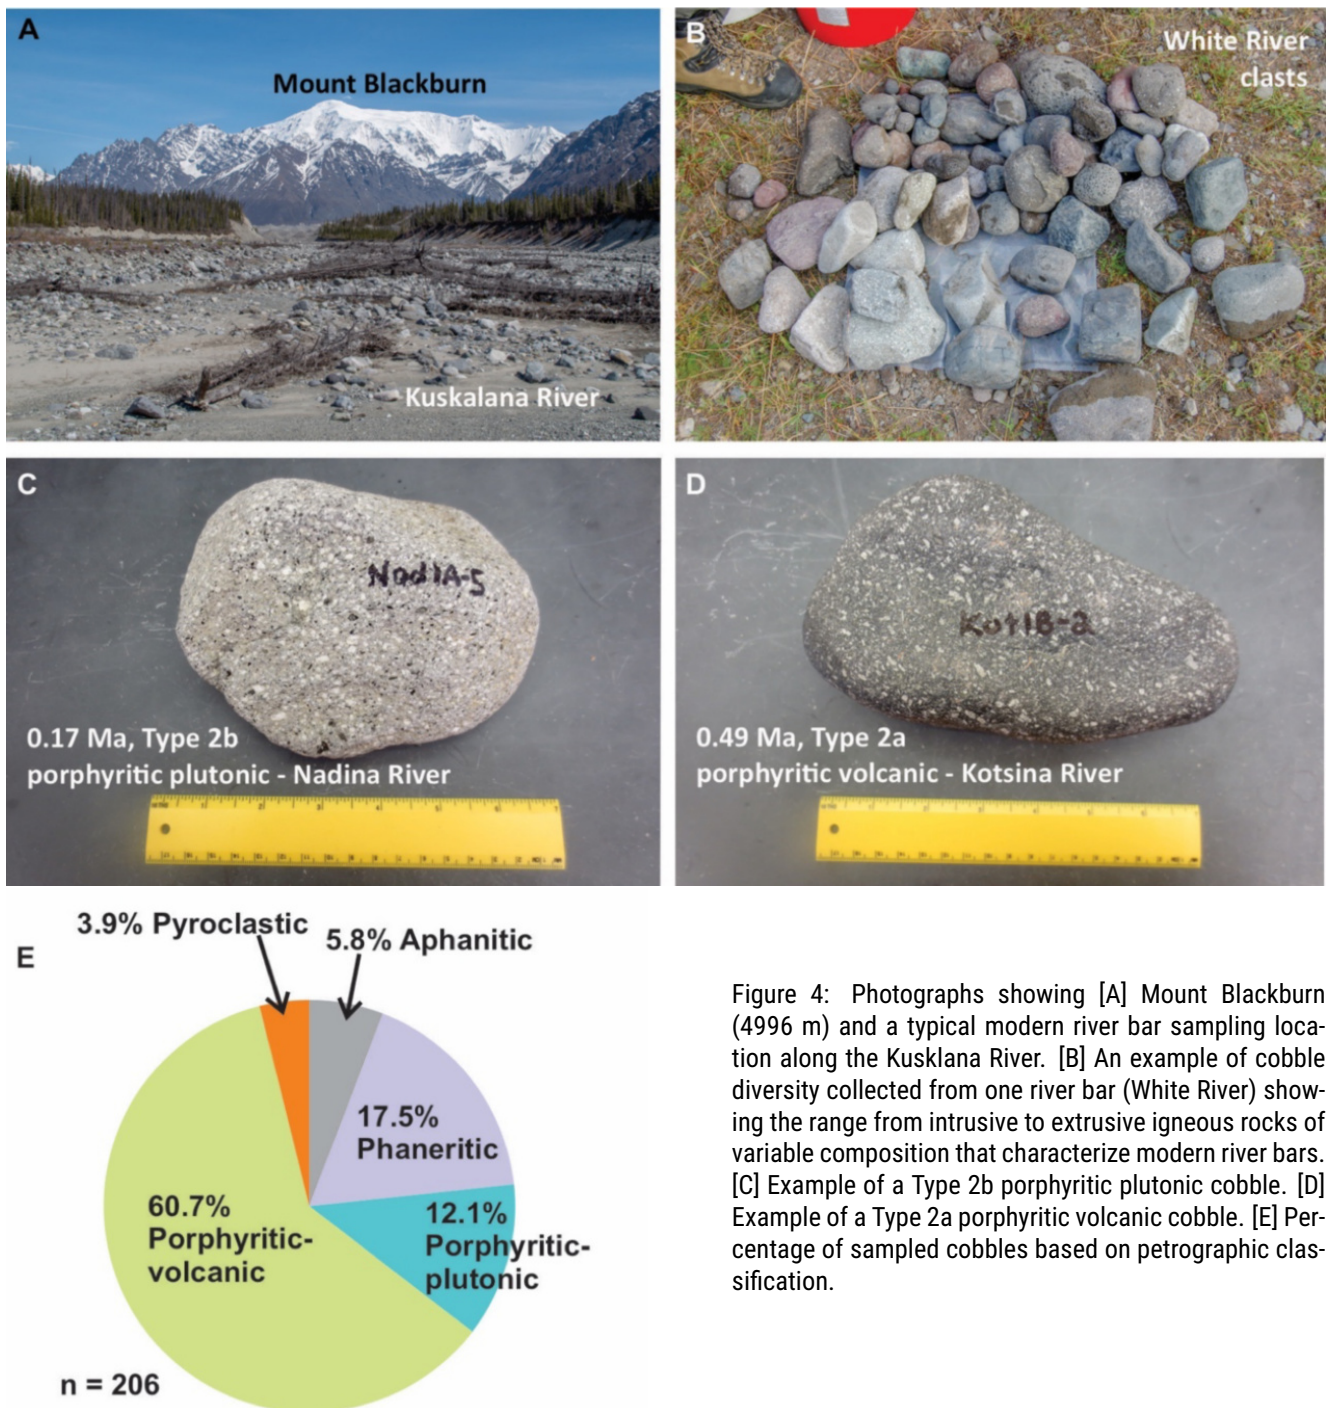 A
Mount Blackburn
Kuskalana River
B
White River
clasts
C
Nad1A-5
0.17 Ma, Type 2b
porphyritic plutonic - Nadina River
D
Kot1B-2
0.49 Ma, Type 2a
porphyritic volcanic - Kotsina River
E
3.9% Pyroclastic
5.8% Aphanitic
17.5%
Phaneritic
60.7%
Porphyritic-
volcanic
12.1%
Porphyritic-
plutonic
n = 206
Figure 4: Photographs showing [A] Mount Blackburn
(4996 m) and a typical modern river bar sampling loca-
tion along the Kusklana River. [B] An example of cobble
diversity collected from one river bar (White River) show-
ing the range from intrusive to extrusive igneous rocks of
variable composition that characterize modern river bars.
[C] Example of a Type 2b porphyritic plutonic cobble. [D]
Example of a Type 2a porphyritic volcanic cobble. [E] Per-
centage of sampled cobbles based on petrographic clas-
sification.